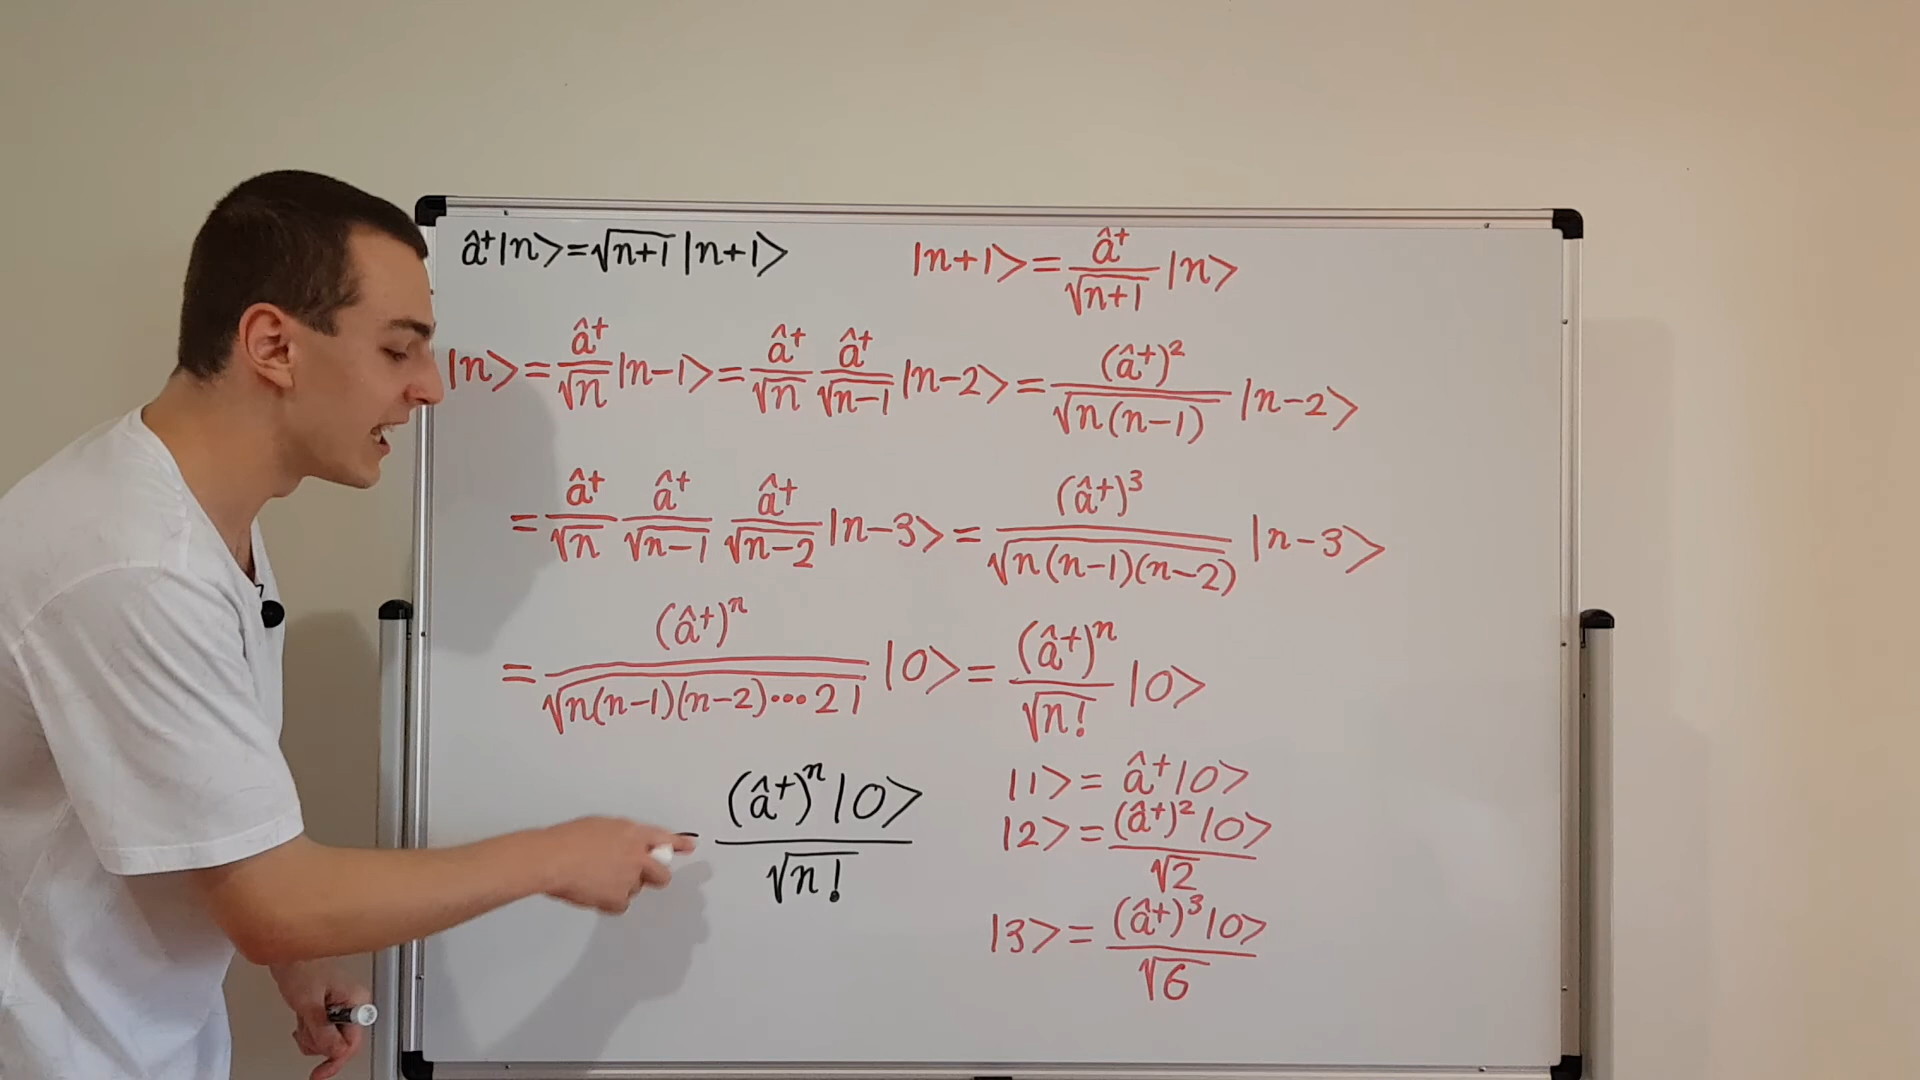 â⁺|n>=√n+1 |n+1>
|n+1>=â⁺/√n+1 |n>
|n>=â⁺/√n |n-1>=â⁺/√n â⁺/√n-1 |n-2>=(â⁺)²/√n(n-1) |n-2>
=â⁺/√n â⁺/√n-1 â⁺/√n-2 |n-3>=(â⁺)³/√n(n-1)(n-2) |n-3>
=(â⁺)ⁿ/√n(n-1)(n-2)•••2 1 |0>=(â⁺)ⁿ/√n! |0>
=(â⁺)ⁿ|0>/√n!
|1>=â⁺|0>
|2>=(â⁺)²|0>/√2
|3>=(â⁺)³|0>/√6